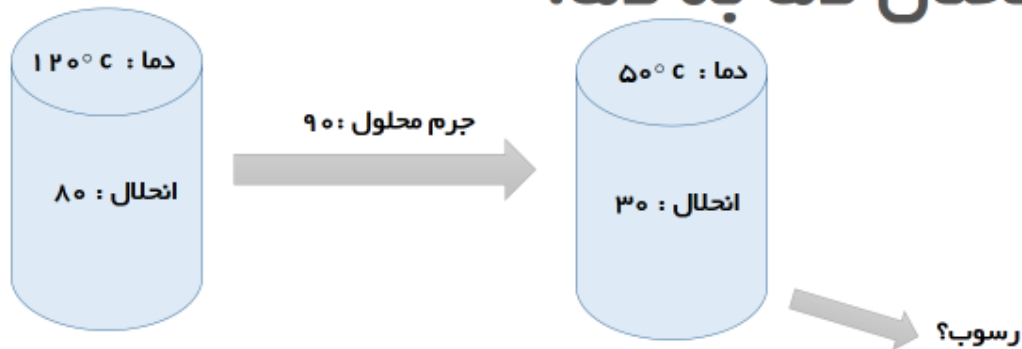 دما : ۱۲۰° c
انحلال : ۸۰
جرم محلول :۹۰
دما : ۵۰° c
انحلال : ۳۰
رسوب؟